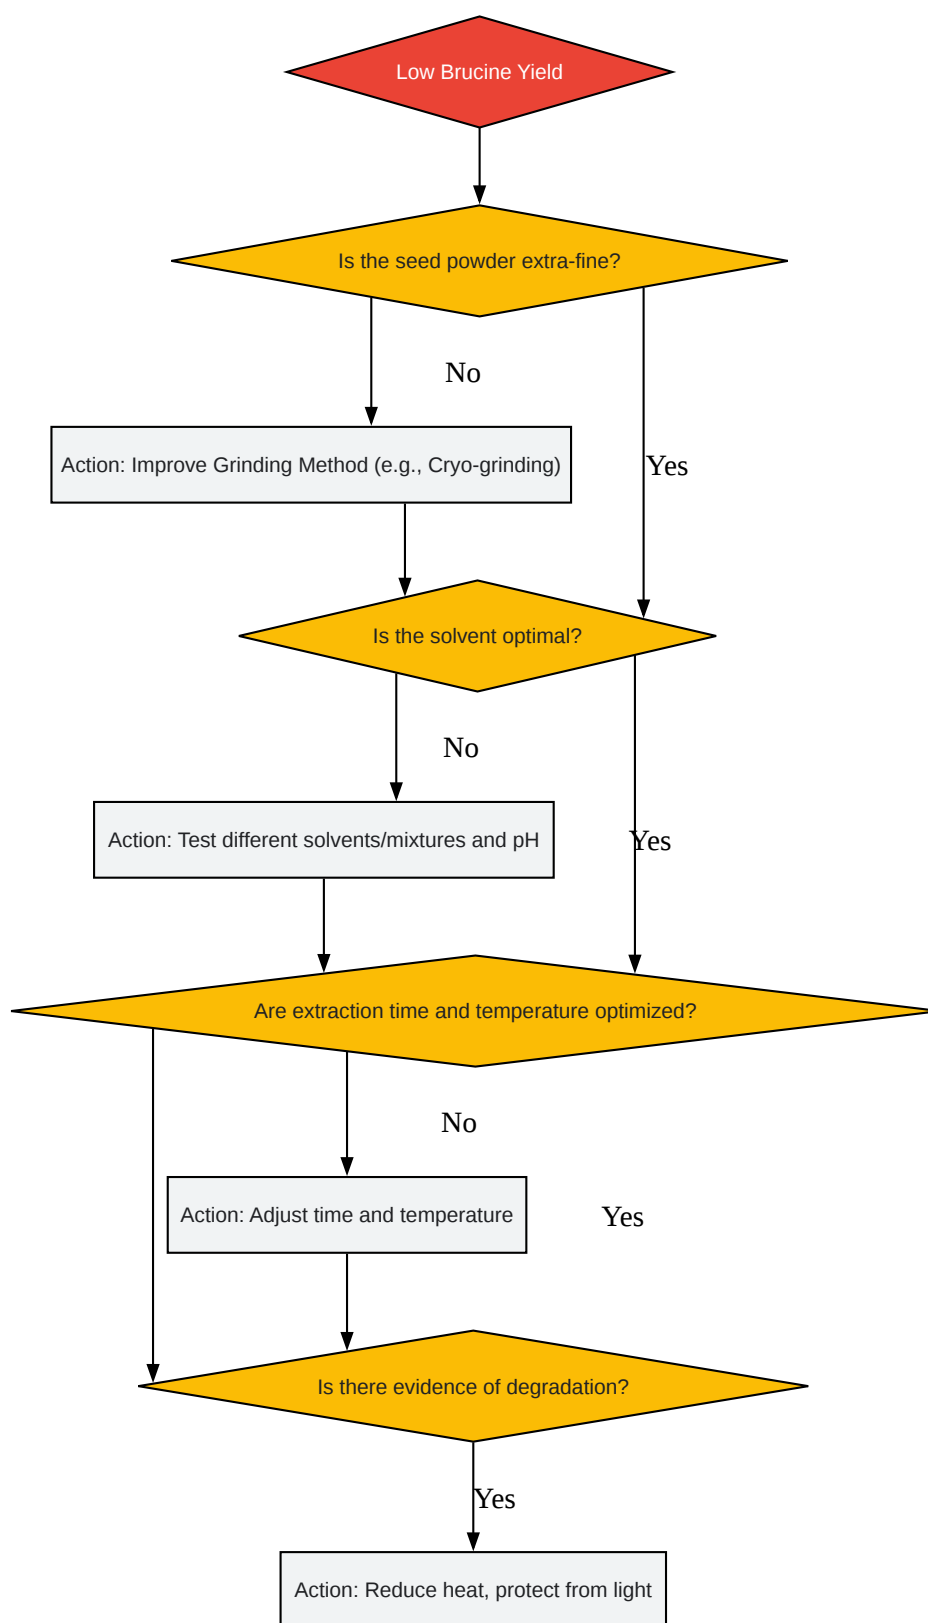 Low Brucine Yield
Is the seed powder extra-fine?
No
Action: Improve Grinding Method (e.g., Cryo-grinding)
Yes
Is the solvent optimal?
No
Action: Test different solvents/mixtures and pH
Yes
Are extraction time and temperature optimized?
No
Action: Adjust time and temperature
Yes
Is there evidence of degradation?
Yes
Action: Reduce heat, protect from light